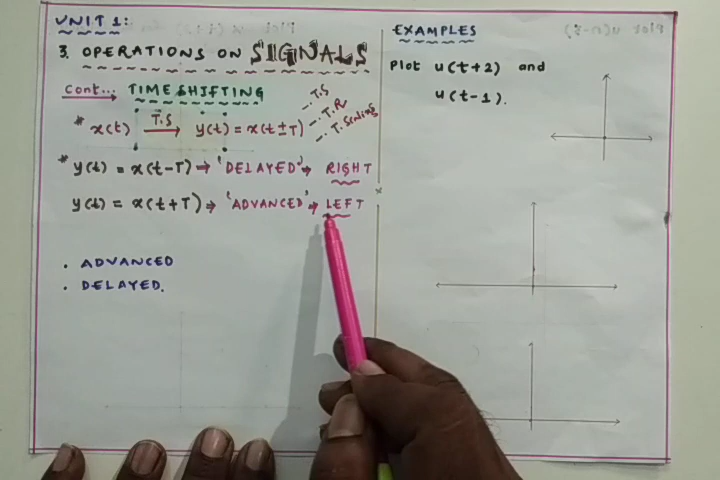 UNIT 1:
3. OPERATIONS ON SIGNALS
Cont... TIME SHIFTING
- T.S
- T.R
- T. Scaling
* x(t) T.S → y(t) = x(t ± T)
* y(t) = x(t-T) → 'DELAYED' → RIGHT
y(t) = x(t+T) → 'ADVANCED' → LEFT
. ADVANCED
. DELAYED.
EXAMPLES
Plot u(t+2) and
u(t-1).